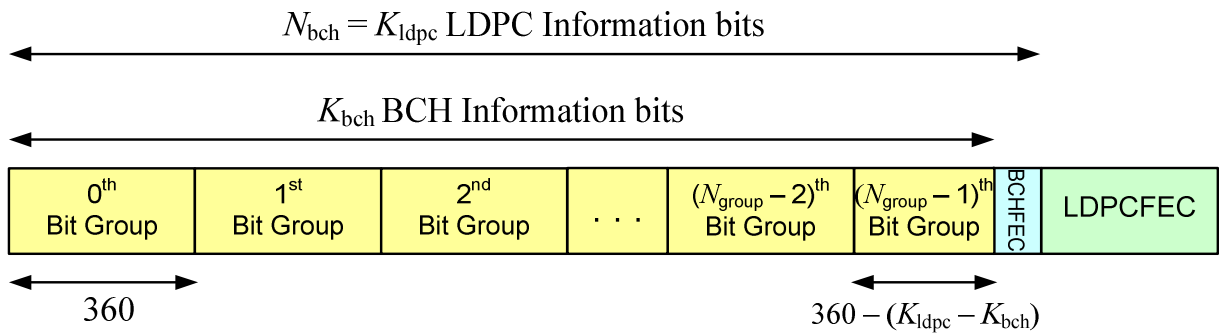 N_bch = K_ldpc LDPC Information bits
K_bch BCH Information bits
0th
Bit Group
1st
Bit Group
2nd
Bit Group
. . .
(N_group – 2)th
Bit Group
(N_group – 1)th
Bit Group
BCHFEC
LDPCFEC
360
360 – (K_ldpc – K_bch)